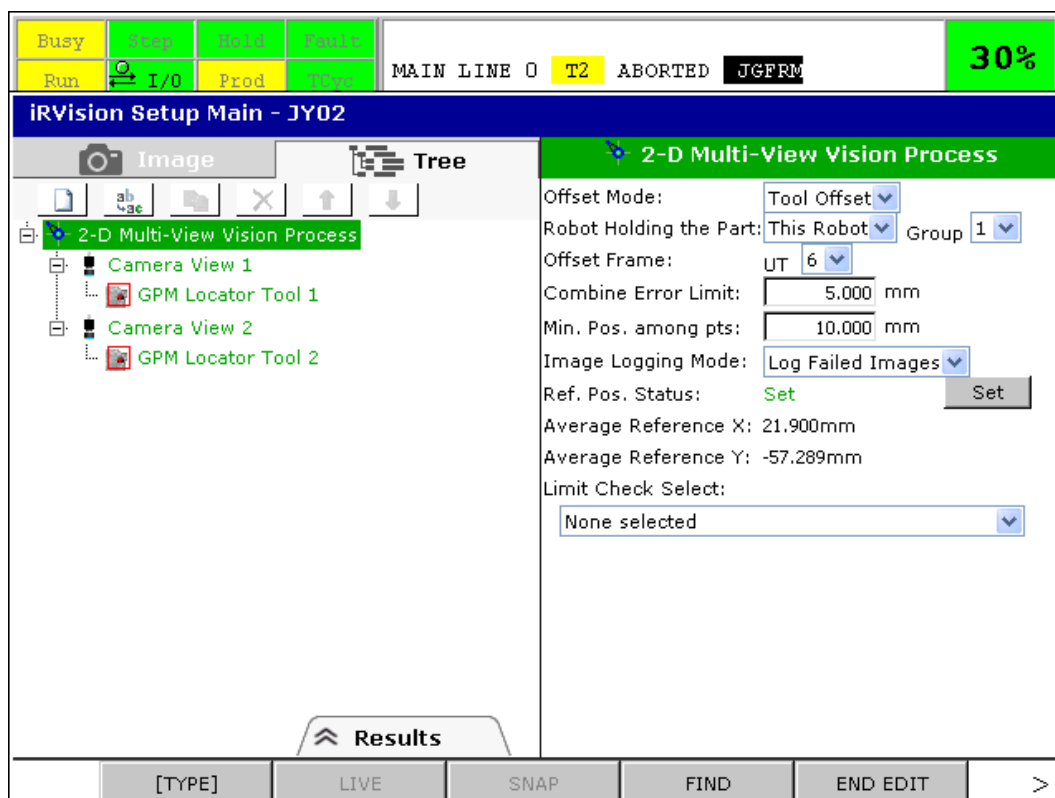 Busy Step Hold Fault
Run I/O Prod TCyc
MAIN LINE 0 T2 ABORTED JGFRM
30%
iRVision Setup Main - JY02
Image Tree
2-D Multi-View Vision Process
ab
ac
2-D Multi-View Vision Process
Camera View 1
GPM Locator Tool 1
Camera View 2
GPM Locator Tool 2
Offset Mode: Tool Offset
Robot Holding the Part: This Robot Group 1
Offset Frame: UT 6
Combine Error Limit: 5.000 mm
Min. Pos. among pts: 10.000 mm
Image Logging Mode: Log Failed Images
Ref. Pos. Status: Set Set
Average Reference X: 21.900mm
Average Reference Y: -57.289mm
Limit Check Select:
None selected
Results
[TYPE] LIVE SNAP FIND END EDIT >